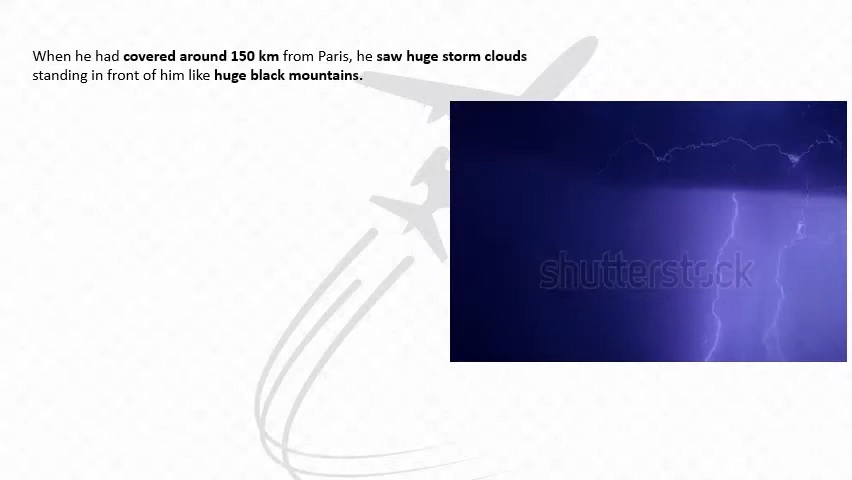 When he had covered around 150 km from Paris, he saw huge storm clouds
standing in front of him like huge black mountains.
shutterstock